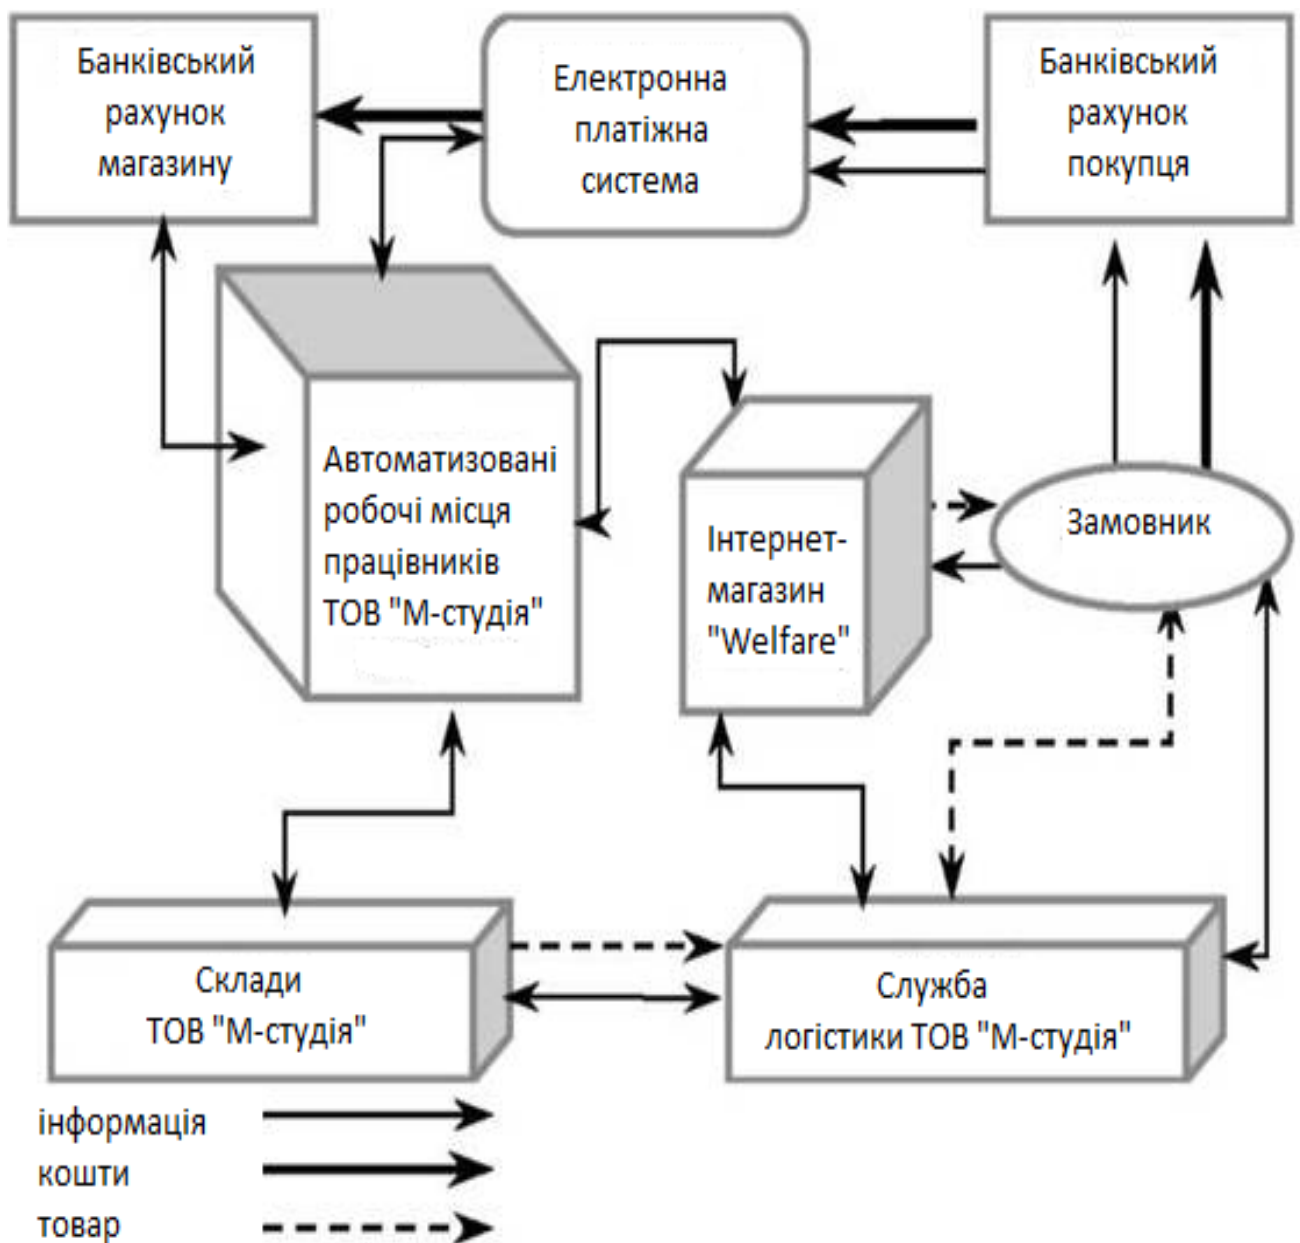 Банківський
рахунок
магазину
Електронна
платіжна
система
Банківський
рахунок
покупця
Автоматизовані
робочі місця
працівників
ТОВ "М-студія"
Інтернет-
магазин
"Welfare"
Замовник
Склади
ТОВ "М-студія"
Служба
логістики ТОВ "М-студія"
інформація
кошти
товар